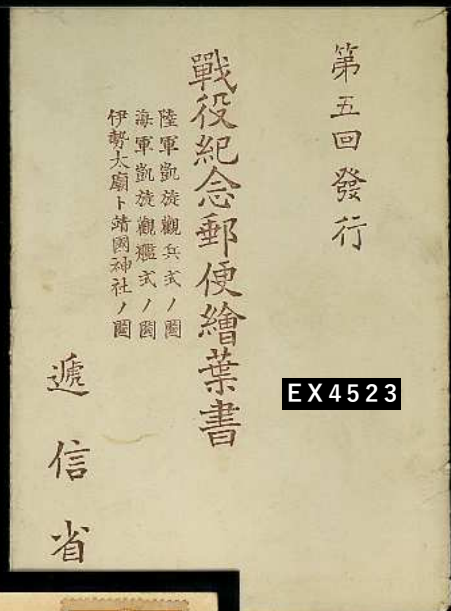 第五回發行
戰役紀念郵便繪葉書
陸軍凱旋觀兵式ノ圖
海軍凱旋觀艦式ノ圖
伊勢大廟ト靖國神社ノ圖
遞信省
EX4523